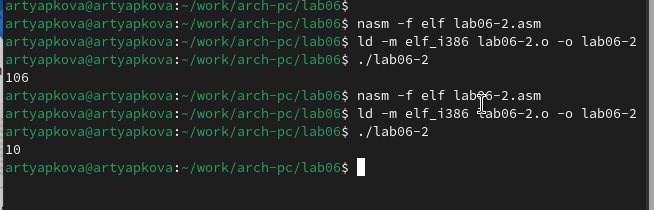 artyapkova@artyapkova:~/work/arch-pc/lab06$
artyapkova@artyapkova:~/work/arch-pc/lab06$ nasm -f elf lab06-2.asm
artyapkova@artyapkova:~/work/arch-pc/lab06$ ld -m elf_i386 lab06-2.o -o lab06-2
artyapkova@artyapkova:~/work/arch-pc/lab06$ ./lab06-2
106
artyapkova@artyapkova:~/work/arch-pc/lab06$ nasm -f elf lab06-2.asm
artyapkova@artyapkova:~/work/arch-pc/lab06$ ld -m elf_i386 lab06-2.o -o lab06-2
artyapkova@artyapkova:~/work/arch-pc/lab06$ ./lab06-2
10
artyapkova@artyapkova:~/work/arch-pc/lab06$